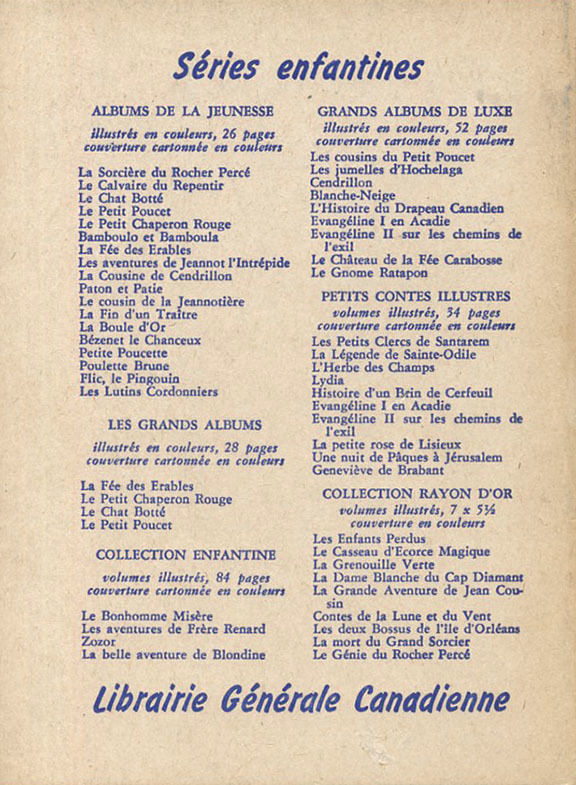 Séries enfantines
ALBUMS DE LA JEUNESSE
illustrés en couleurs, 26 pages
couverture cartonnée en couleurs
La Sorcière du Rocher Percé
Le Calvaire du Repentir
Le Chat Botté
Le Petit Poucet
Le Petit Chaperon Rouge
Bamboulo et Bamboula
La Fée des Erables
Les aventures de Jeannot l'Intrépide
La Cousine de Cendrillon
Paton et Patie
Le cousin de la Jeannotière
La Fin d'un Traître
La Boule d'Or
Bézenet le Chanceux
Petite Poucette
Poulette Brune
Flic, le Pingouin
Les Lutins Cordonniers
LES GRANDS ALBUMS
illustrés en couleurs, 28 pages
couverture cartonnée en couleurs
La Fée des Erables
Le Petit Chaperon Rouge
Le Chat Botté
Le Petit Poucet
COLLECTION ENFANTINE
volumes illustrés, 84 pages
couverture cartonnée en couleurs
Le Bonhomme Misère
Les aventures de Frère Renard
Zozor
La belle aventure de Blondine
GRANDS ALBUMS DE LUXE
illustrés en couleurs, 52 pages
couverture cartonnée en couleurs
Les cousins du Petit Poucet
Les jumelles d'Hochelaga
Cendrillon
Blanche-Neige
L'Histoire du Drapeau Canadien
Evangéline I en Acadie
Evangéline II sur les chemins de
l'exil
Le Château de la Fée Carabosse
Le Gnome Ratapon
PETITS CONTES ILLUSTRES
volumes illustrés, 34 pages
couverture cartonnée en couleurs
Les Petits Clercs de Santarem
La Légende de Sainte-Odile
L'Herbe des Champs
Lydia
Histoire d'un Brin de Cerfeuil
Evangéline I en Acadie
Evangéline II sur les chemins de
l'exil
La petite rose de Lisieux
Une nuit de Pâques à Jérusalem
Geneviève de Brabant
COLLECTION RAYON D'OR
volumes illustrés, 7 x 5½
couverture en couleurs
Les Enfants Perdus
Le Casseau d'Ecorce Magique
La Grenouille Verte
La Dame Blanche du Cap Diamant
La Grande Aventure de Jean Cou-
sin
Contes de la Lune et du Vent
Les deux Bossus de l'île d'Orléans
La mort du Grand Sorcier
Le Génie du Rocher Percé
Librairie Générale Canadienne